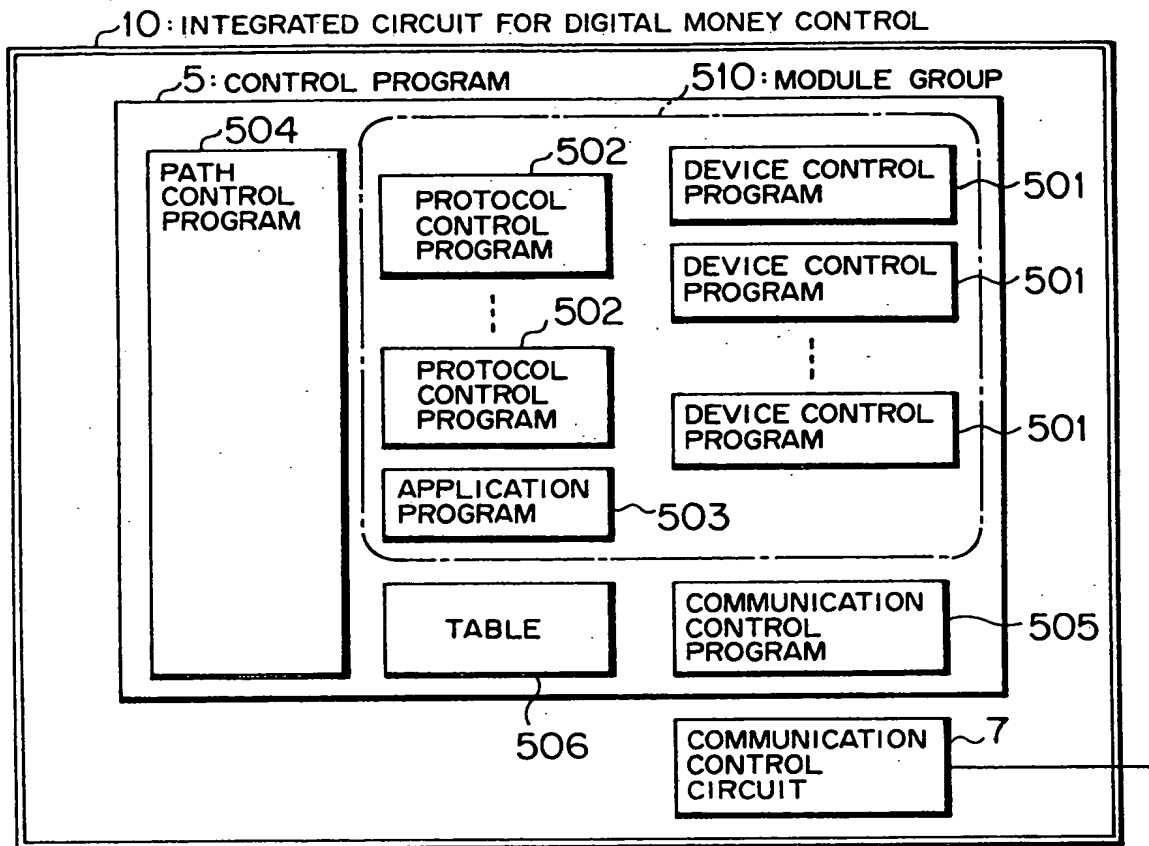 10: INTEGRATED CIRCUIT FOR DIGITAL MONEY CONTROL
5: CONTROL PROGRAM
510: MODULE GROUP
504
PATH
CONTROL
PROGRAM
502
PROTOCOL
CONTROL
PROGRAM
502
PROTOCOL
CONTROL
PROGRAM
APPLICATION
PROGRAM
503
DEVICE CONTROL
PROGRAM
501
DEVICE CONTROL
PROGRAM
501
DEVICE CONTROL
PROGRAM
501
TABLE
506
COMMUNICATION
CONTROL
PROGRAM
505
COMMUNICATION
CONTROL
CIRCUIT
7